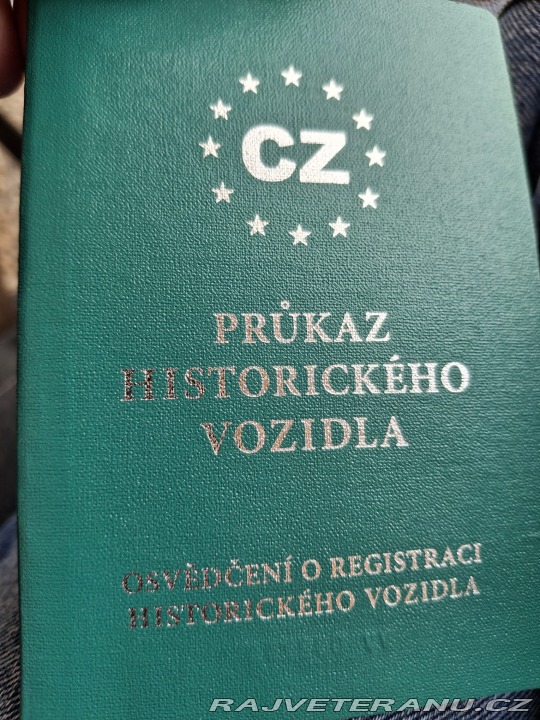 CZ
PRŮKAZ
HISTORICKÉHO
VOZIDLA
OSVĚDČENÍ O REGISTRACI
HISTORICKÉHO VOZIDLA
RAJVETERANU.CZ